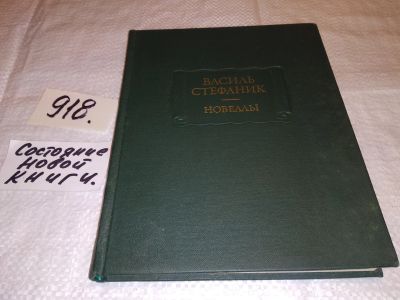 918.
Состояние
новой
книги.
ВАСИЛЬ
СТЕФАНИК
НОВЕЛЛЫ